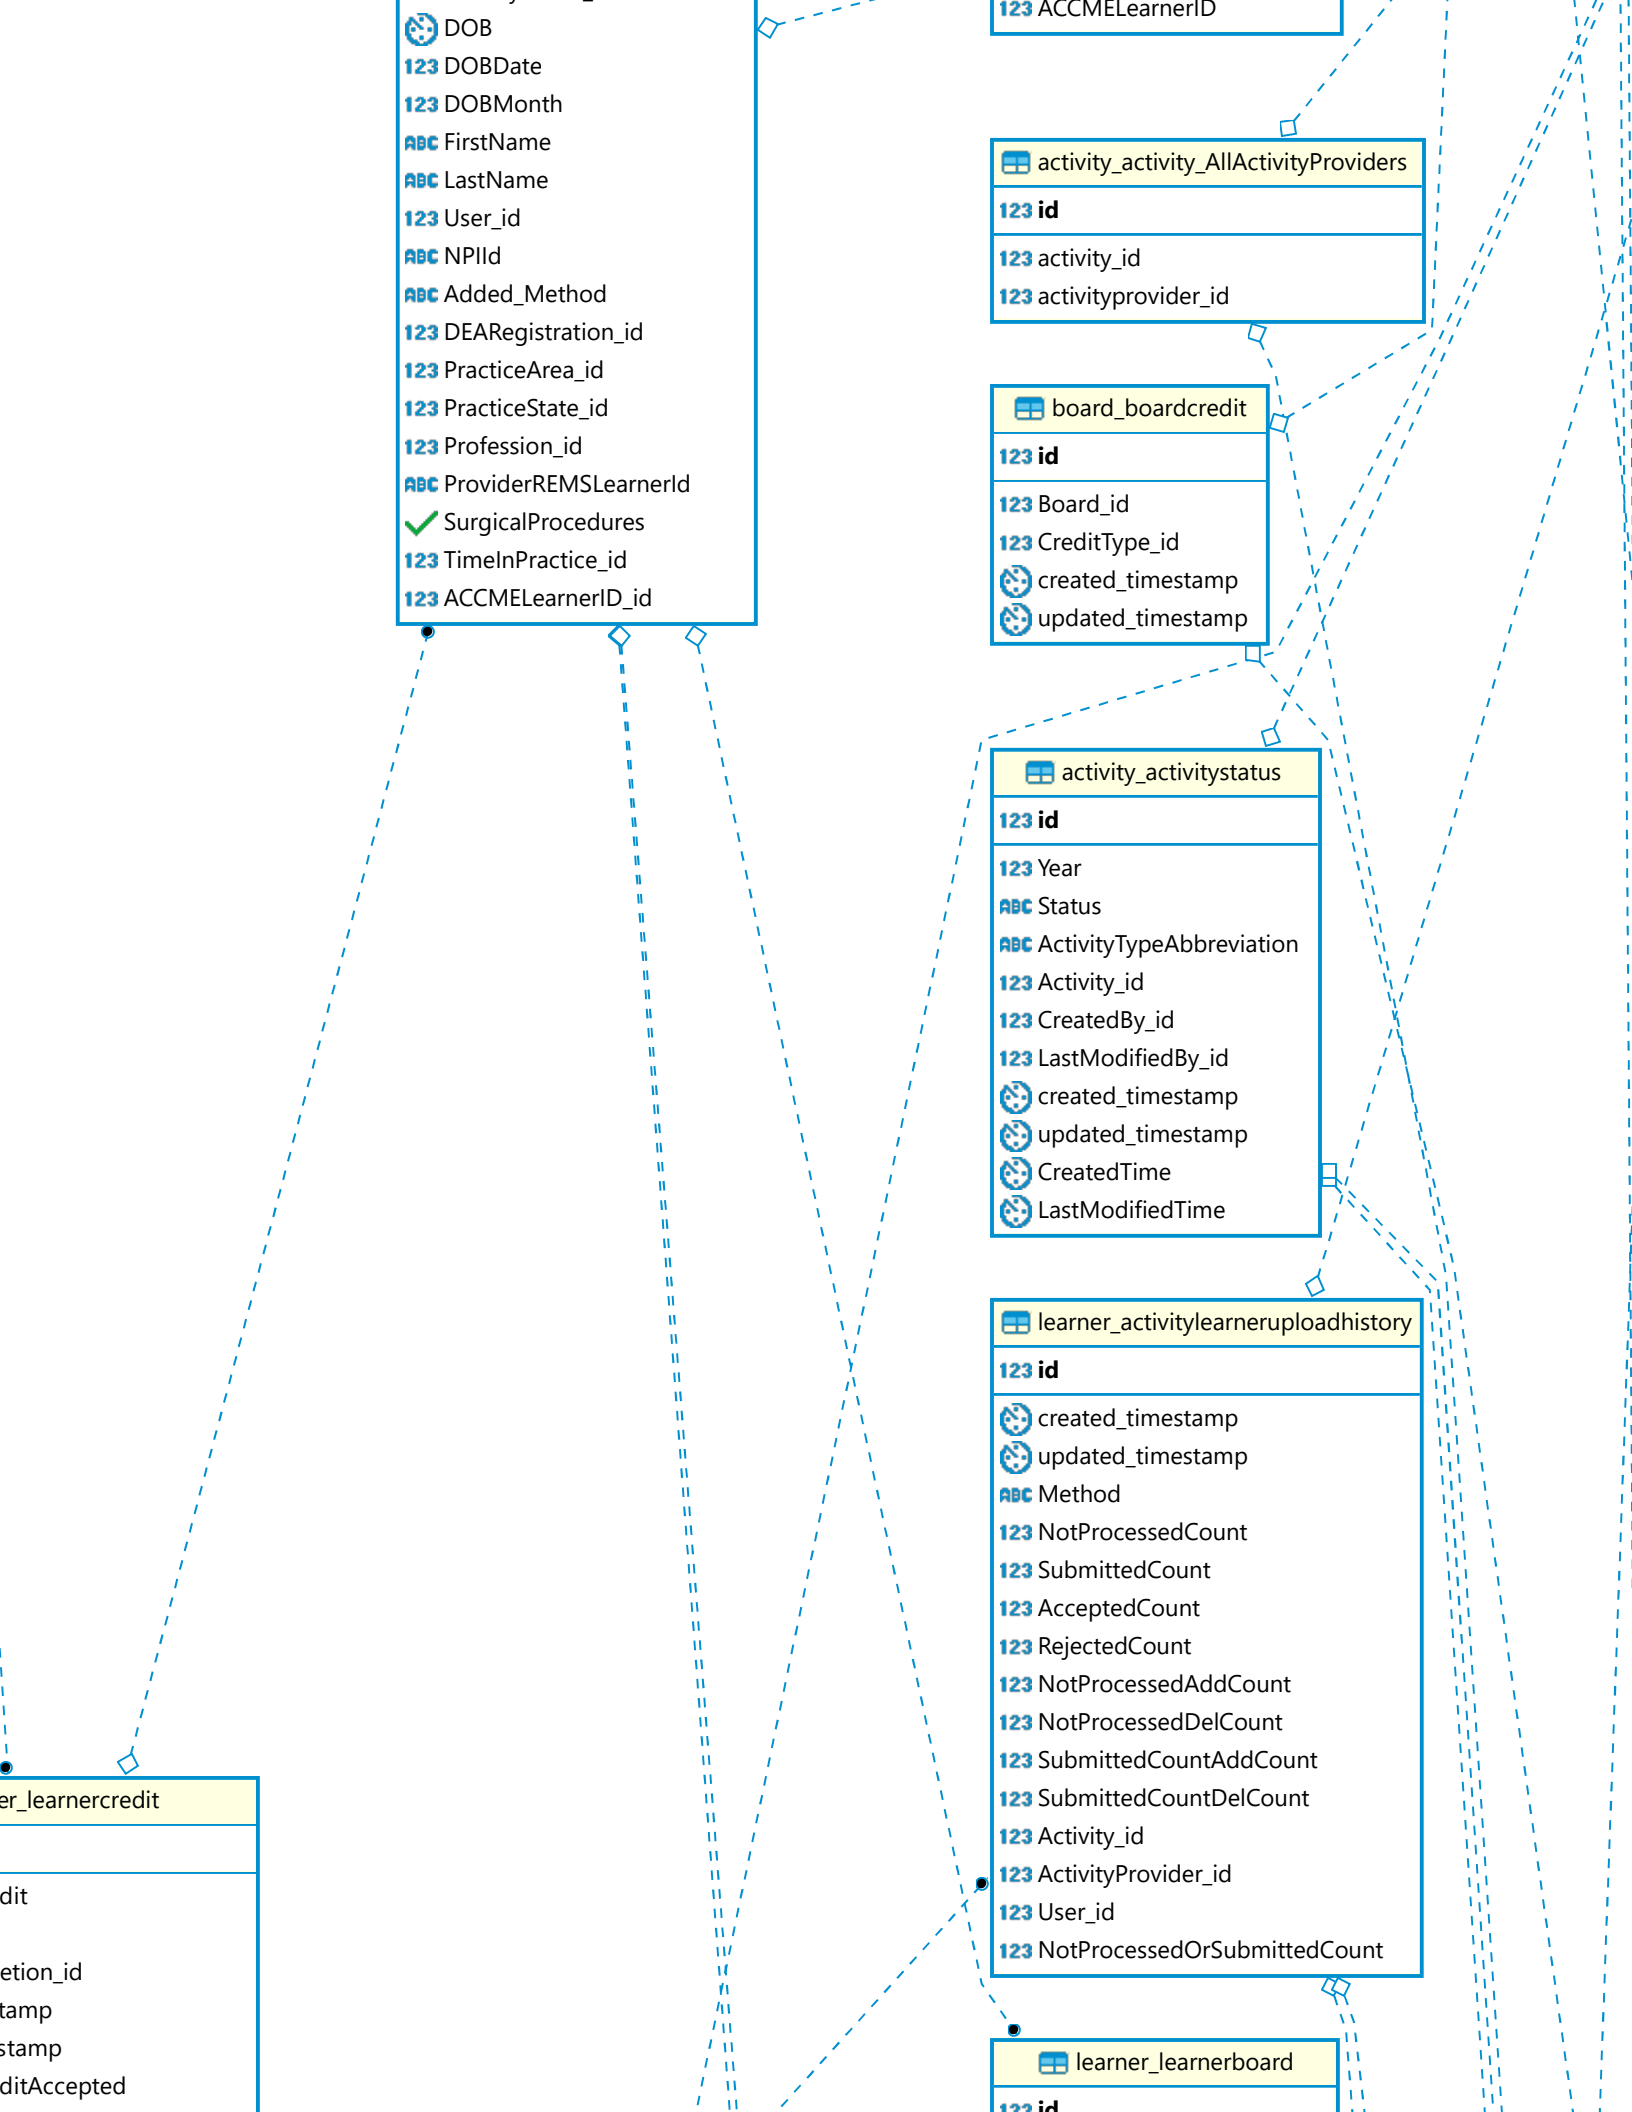 DOB
123 DOBDate
123 DOBMonth
ABC FirstName
ABC LastName
123 User_id
ABC NPIId
ABC Added_Method
123 DEARegistration_id
123 PracticeArea_id
123 PracticeState_id
123 Profession_id
ABC ProviderREMSLearnerId
SurgicalProcedures
123 TimeInPractice_id
123 ACCMELearnerID_id
123 ACCMELearnerID
activity_activity_AllActivityProviders
123 id
123 activity_id
123 activityprovider_id
board_boardcredit
123 id
123 Board_id
123 CreditType_id
created_timestamp
updated_timestamp
activity_activitystatus
123 id
123 Year
ABC Status
ABC ActivityTypeAbbreviation
123 Activity_id
123 CreatedBy_id
123 LastModifiedBy_id
created_timestamp
updated_timestamp
CreatedTime
LastModifiedTime
learner_activitylearneruploadhistory
123 id
created_timestamp
updated_timestamp
ABC Method
123 NotProcessedCount
123 SubmittedCount
123 AcceptedCount
123 RejectedCount
123 NotProcessedAddCount
123 NotProcessedDelCount
123 SubmittedCountAddCount
123 SubmittedCountDelCount
123 Activity_id
123 ActivityProvider_id
123 User_id
123 NotProcessedOrSubmittedCount
er_learnercredit
dit
etion_id
tamp
stamp
ditAccepted
learner_learnerboard
123 id